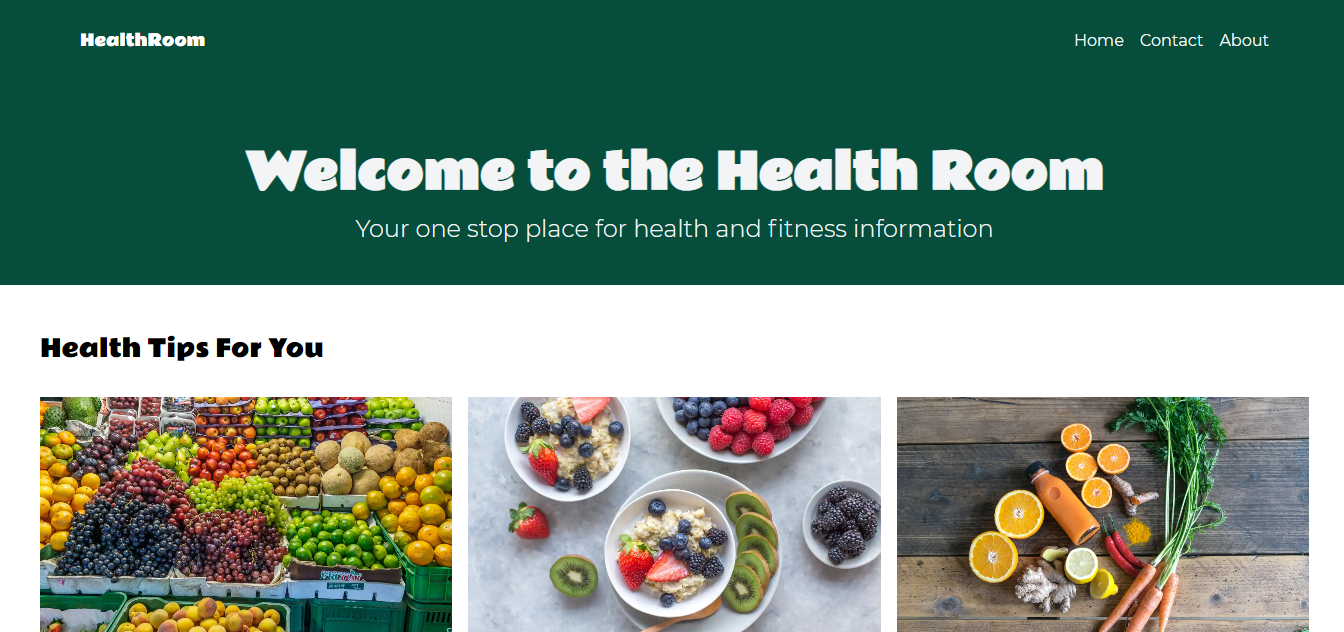 HealthRoom
Home Contact About
Welcome to the Health Room
Your one stop place for health and fitness information
Health Tips For You